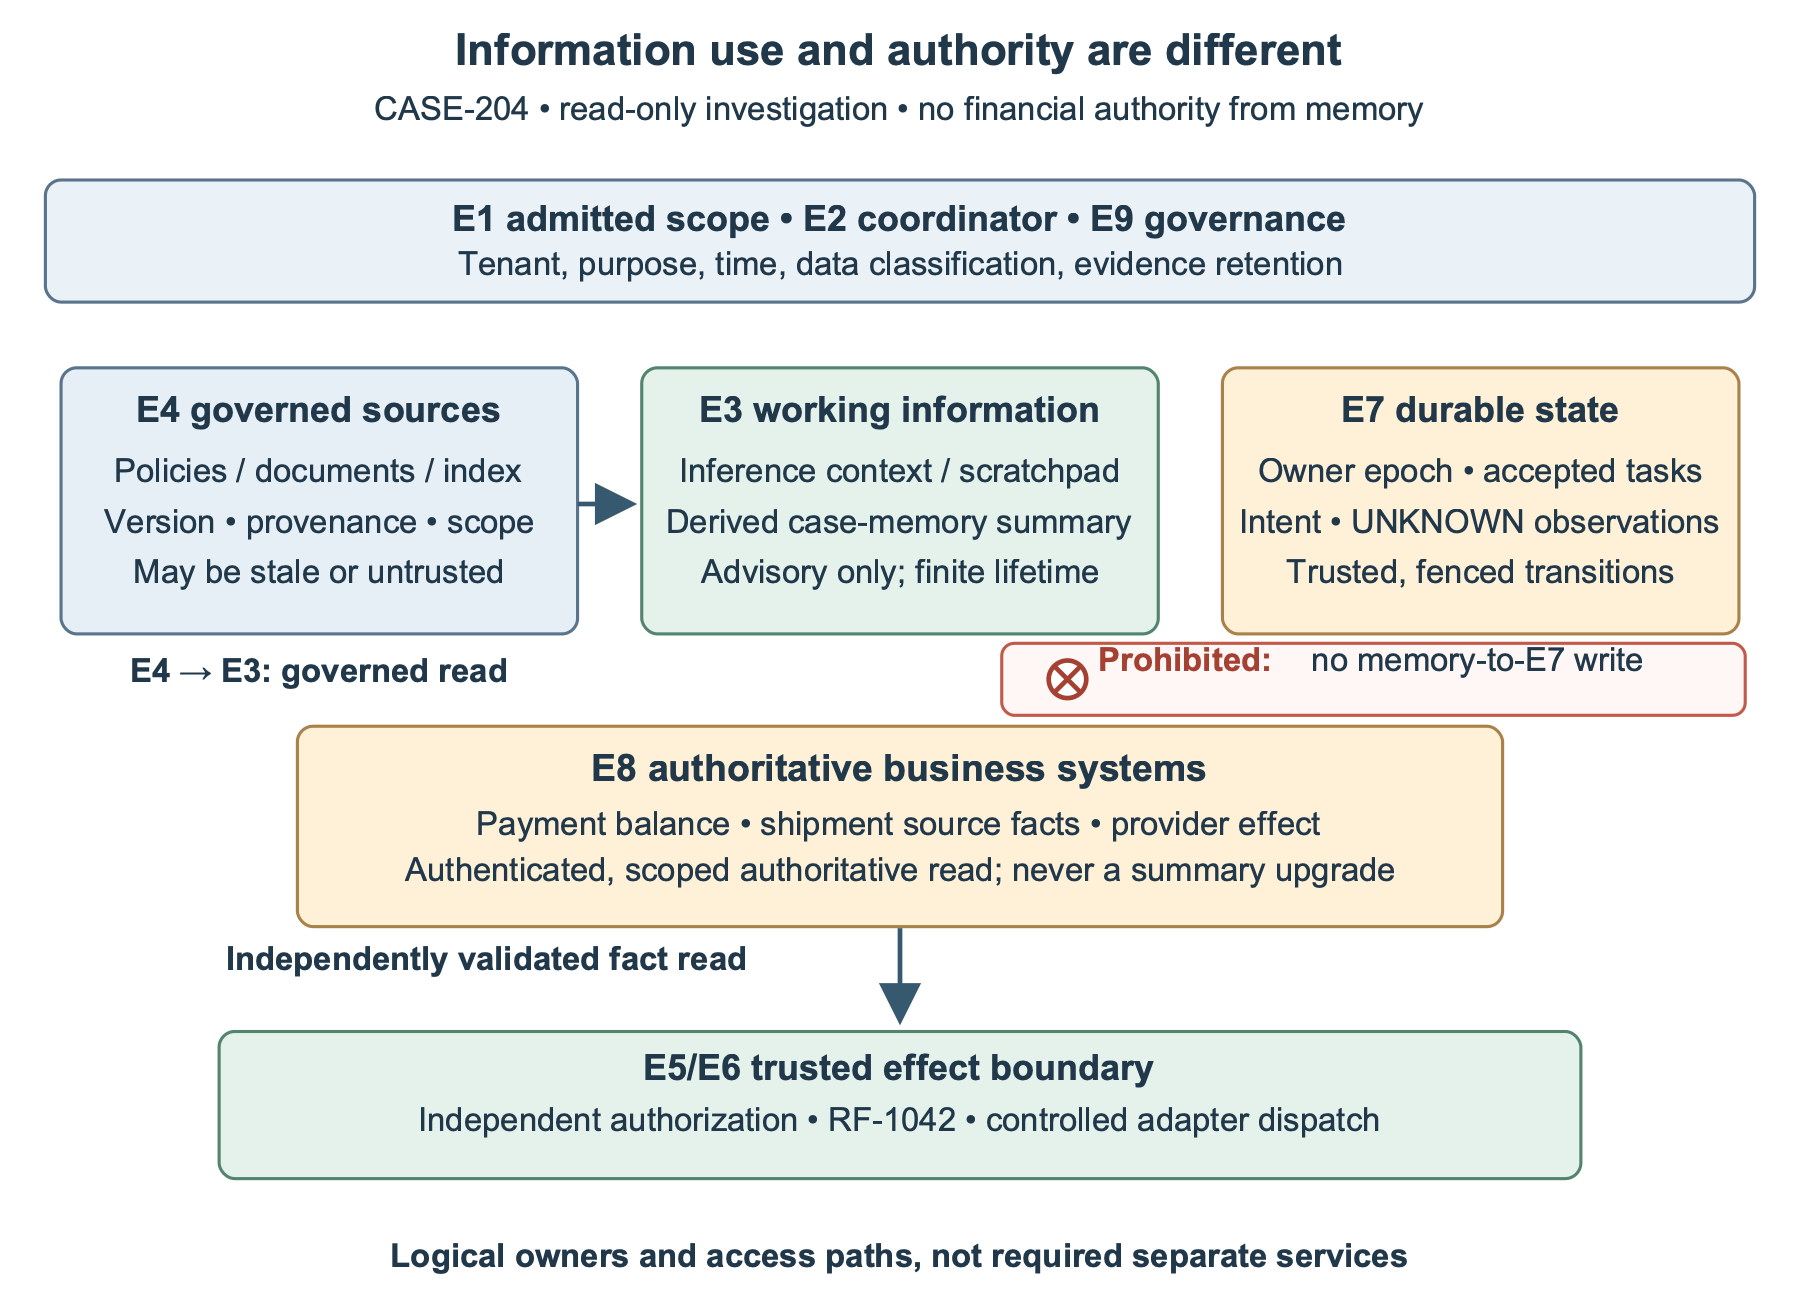 Information use and authority are different
CASE-204 • read-only investigation • no financial authority from memory
E1 admitted scope • E2 coordinator • E9 governance
Tenant, purpose, time, data classification, evidence retention
E4 governed sources
Policies / documents / index
Version • provenance • scope
May be stale or untrusted
E3 working information
Inference context / scratchpad
Derived case-memory summary
Advisory only; finite lifetime
E7 durable state
Owner epoch • accepted tasks
Intent • UNKNOWN observations
Trusted, fenced transitions
E4 → E3: governed read
Prohibited: no memory-to-E7 write
E8 authoritative business systems
Payment balance • shipment source facts • provider effect
Authenticated, scoped authoritative read; never a summary upgrade
Independently validated fact read
E5/E6 trusted effect boundary
Independent authorization • RF-1042 • controlled adapter dispatch
Logical owners and access paths, not required separate services